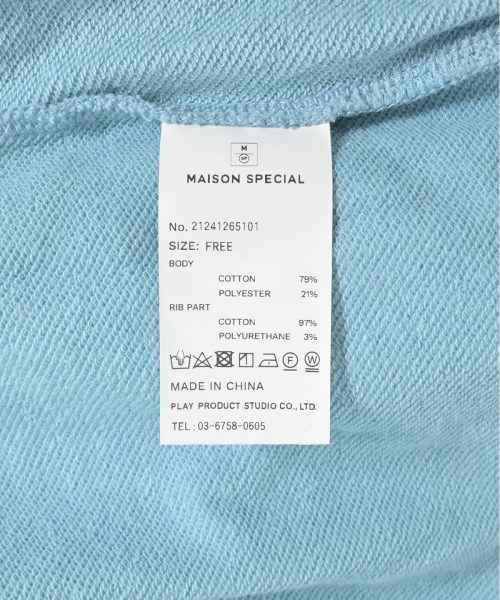 M
SP
MAISON SPECIAL
No. 21241265101
SIZE: FREE
BODY
COTTON 79%
POLYESTER 21%
RIB PART
COTTON 97%
POLYURETHANE 3%
F W
MADE IN CHINA
PLAY PRODUCT STUDIO CO., LTD.
TEL: 03-6758-0605